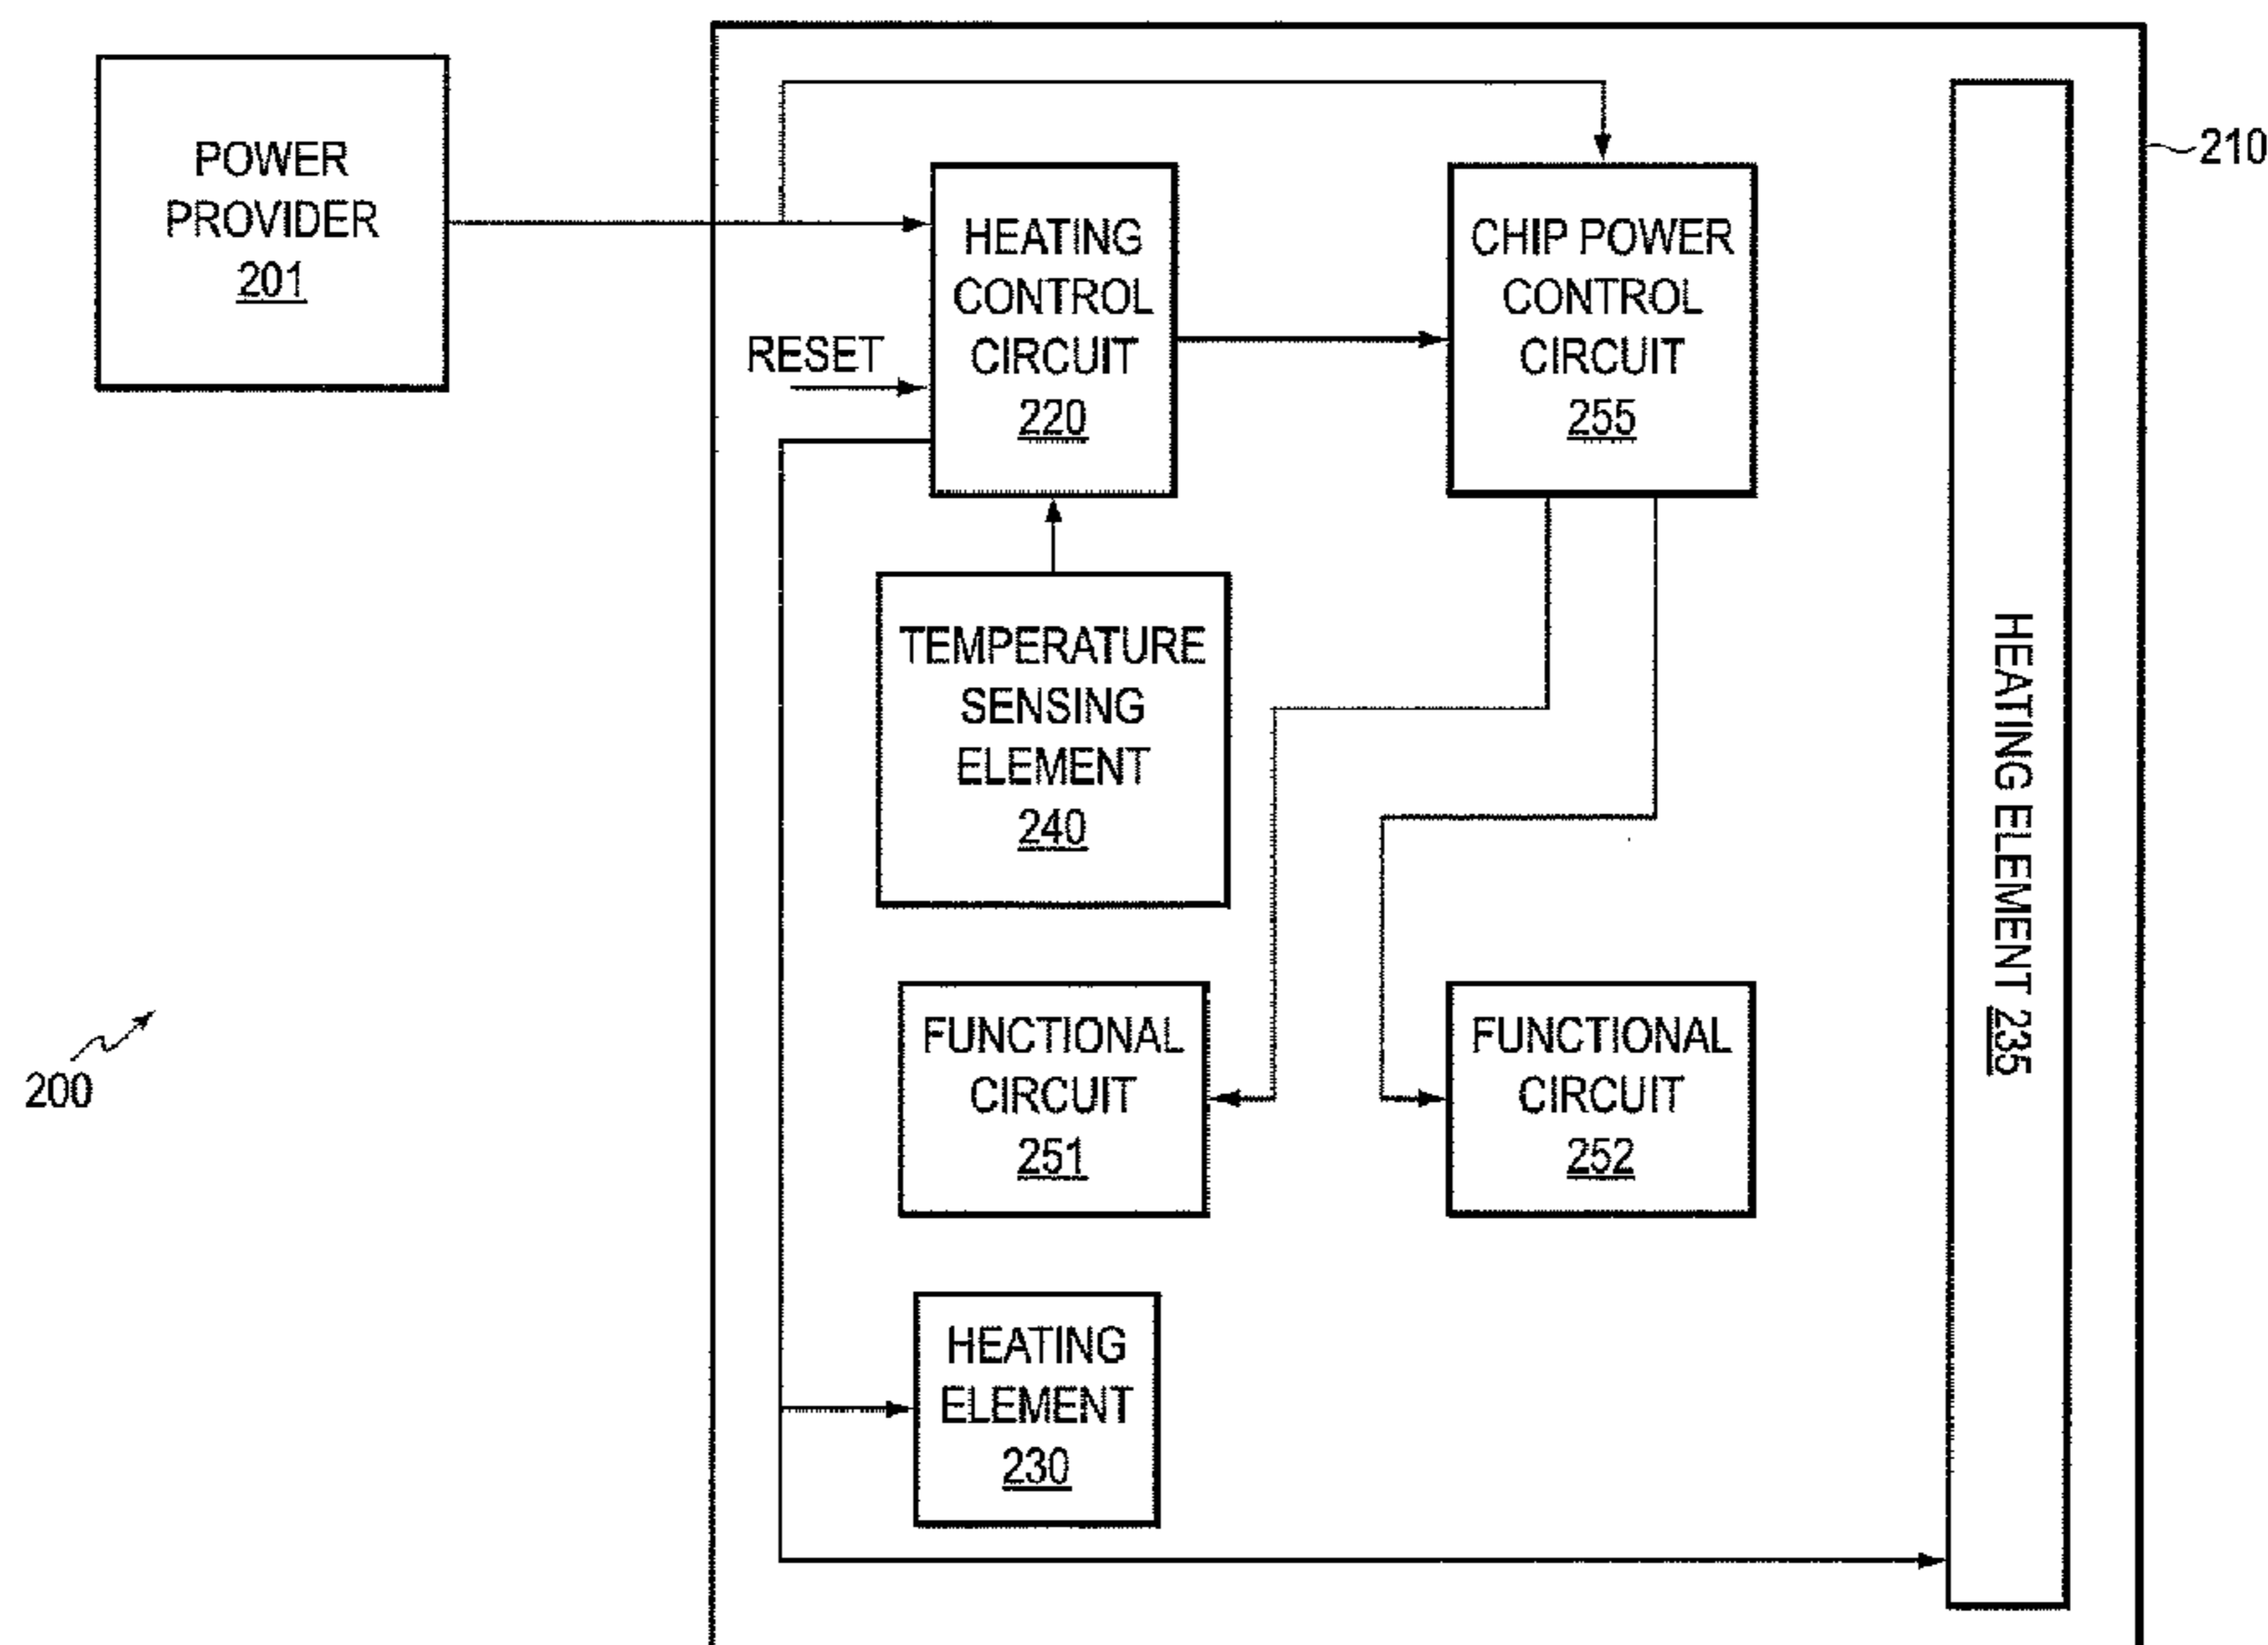 POWER
PROVIDER
201
210
HEATING
CONTROL
CIRCUIT
220
CHIP POWER
CONTROL
CIRCUIT
255
RESET
TEMPERATURE
SENSING
ELEMENT
240
HEATING ELEMENT 235
200
FUNCTIONAL
CIRCUIT
251
FUNCTIONAL
CIRCUIT
252
HEATING
ELEMENT
230